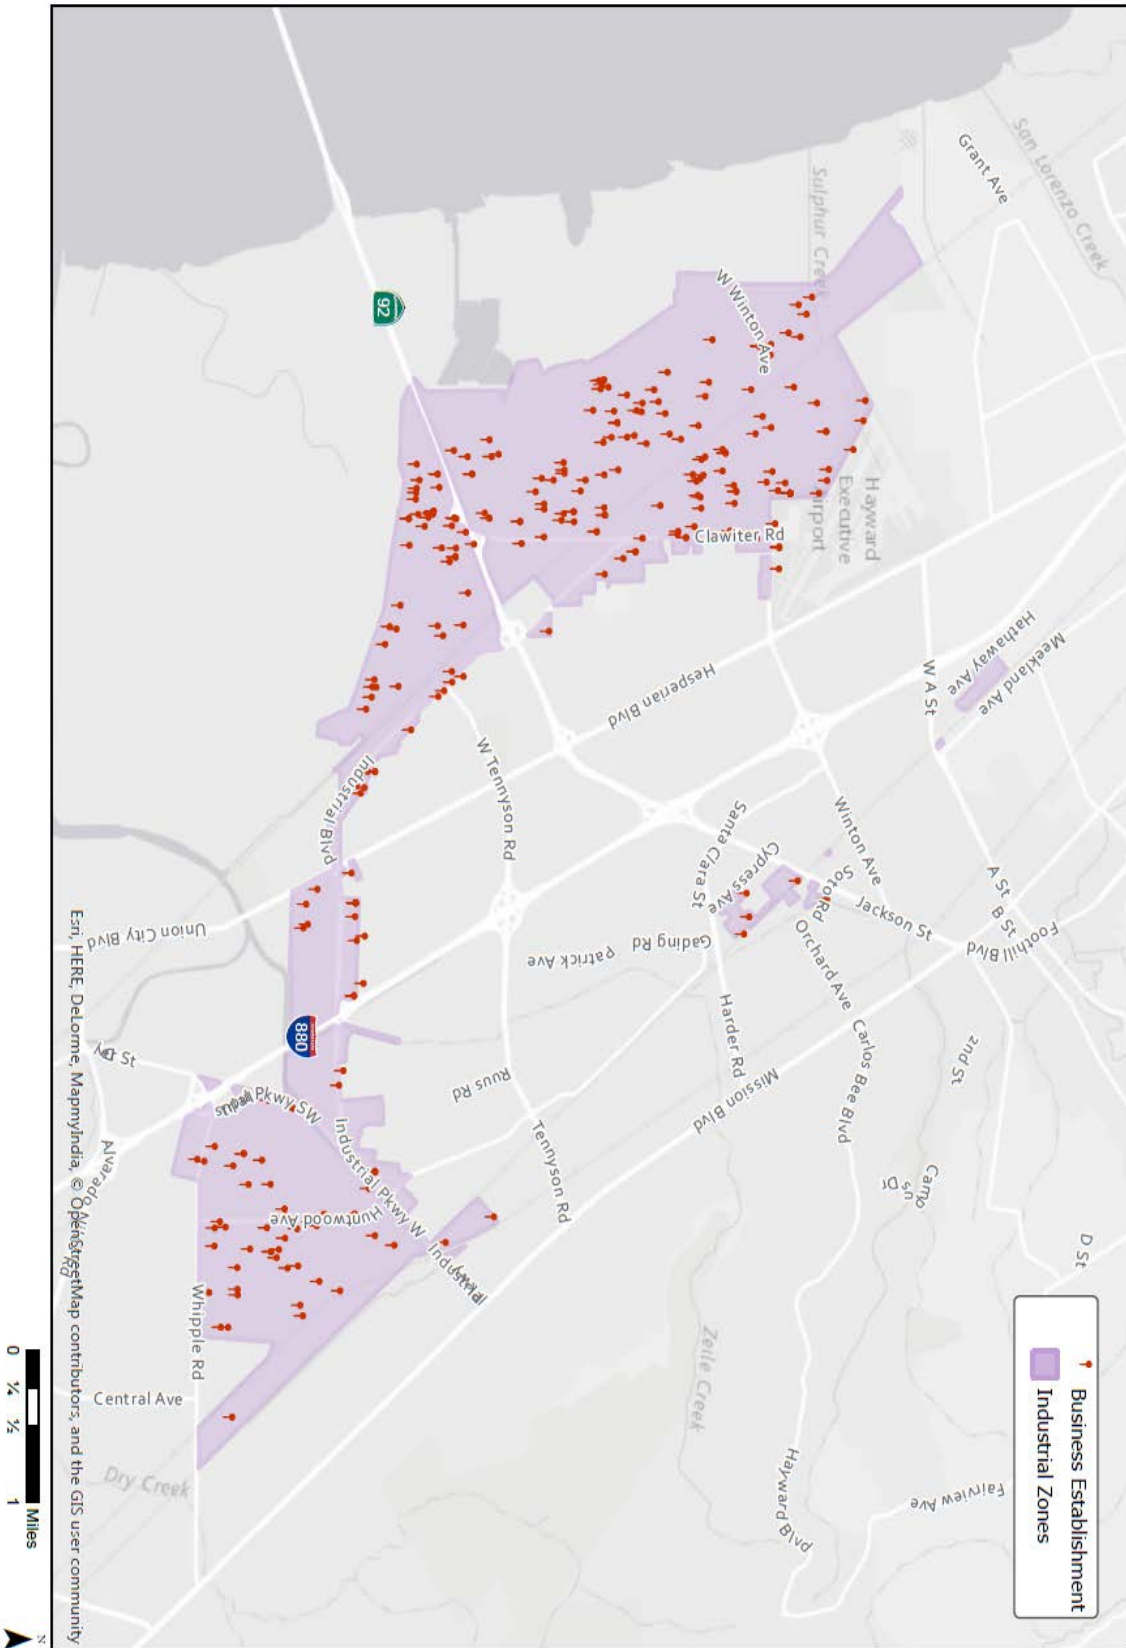 San Lorenzo Creek
Grant Ave
Sulphur Creek
W Winton Ave
92
Hayward
Executive
Airport
Clawiter Rd
Hathaway Ave
Meekland Ave
W A St
Hesperian Blvd
W Tennyson Rd
Industrial Blvd
Santa Clara St
Cypress Ave
Winton Ave
Soto Rd
Jackson St
A St
B St
Foothill Blvd
Orchard Ave
Gading Rd
Patrick Ave
Harder Rd
Carlos Bee Blvd
2nd St
Mission Blvd
Union City Blvd
880
Ruus Rd
Tennyson Rd
Dyer St
Pkwy SW
Industrial Pkwy W
Huntwood Ave
Industrial
Pkwy
Campus Dr
D St
Whipple Rd
Central Ave
Dry Creek
Zeile Creek
Hayward Blvd
Fairview Ave
Business Establishment
Industrial Zones
Esri, HERE, DeLorme, MapmyIndia, © OpenStreetMap contributors, and the GIS user community
0 ¼ ½ 1
Miles
N